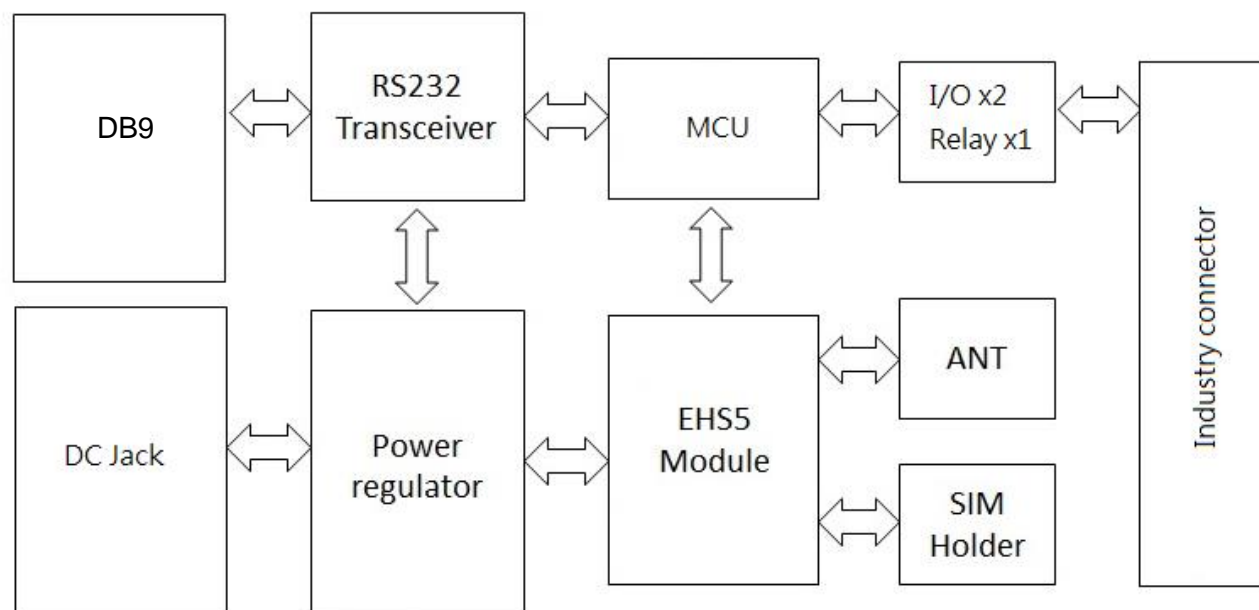 DB9
RS232
Transceiver
MCU
I/O x2
Relay x1
Industry connector
DC Jack
Power
regulator
EHS5
Module
ANT
SIM
Holder